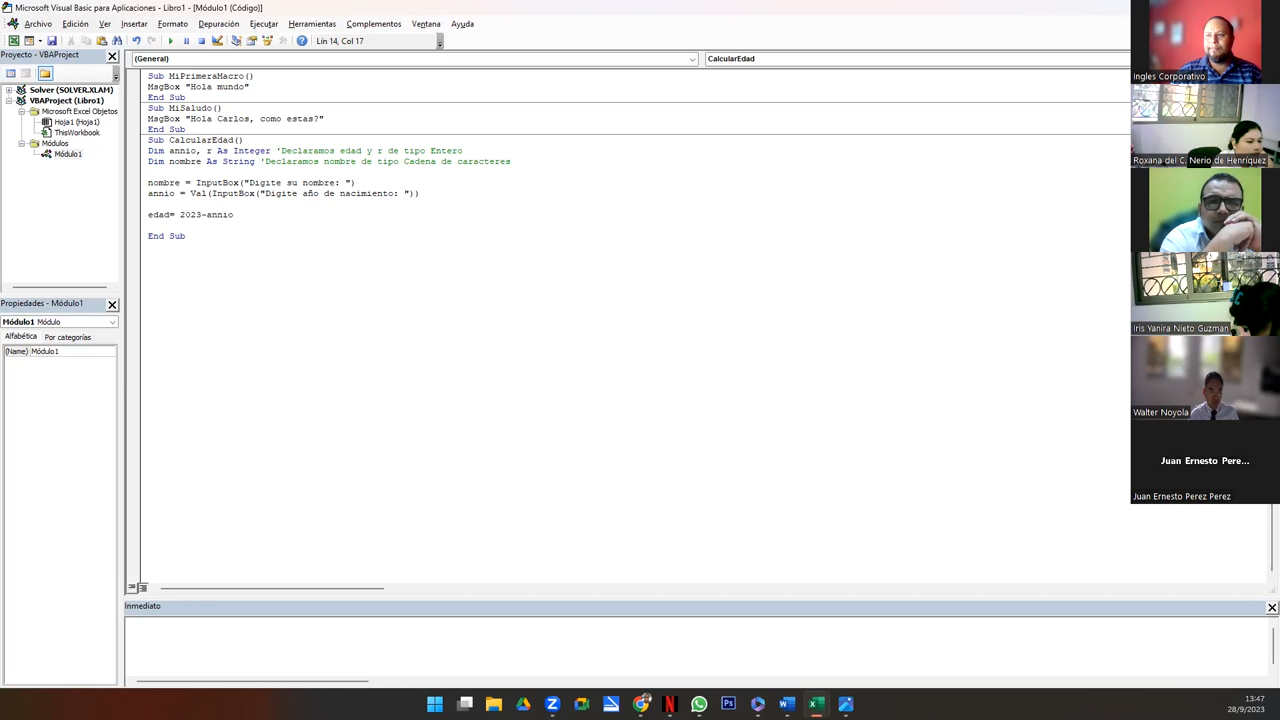 Microsoft Visual Basic para Aplicaciones - Libro1 - [Módulo1 (Código)]
Archivo Edición Ver Insertar Formato Depuración Ejecutar Herramientas Complementos Ventana Ayuda
Lín 14, Col 17
Proyecto - VBAProject
Solver (SOLVER.XLAM)
VBAProject (Libro1)
Microsoft Excel Objetos
Hoja1 (Hoja1)
ThisWorkbook
Módulos
Módulo1
Propiedades - Módulo1
Módulo1 Módulo
Alfabética Por categorías
(Name) Módulo1
(General) CalcularEdad
Sub MiPrimeraMacro()
MsgBox "Hola mundo"
End Sub
Sub MiSaludo()
MsgBox "Hola Carlos, como estas?"
End Sub
Sub CalcularEdad()
Dim annio, r As Integer 'Declaramos edad y r de tipo Entero
Dim nombre As String 'Declaramos nombre de tipo Cadena de caracteres
nombre = InputBox("Digite su nombre: ")
annio = Val(InputBox("Digite año de nacimiento: "))
edad= 2023-annio
End Sub
Inmediato
Ingles Corporativo
Roxana del C. Nerio de Henríquez
Iris Yanira Nieto Guzman
Walter Noyola
Juan Ernesto Pere...
Juan Ernesto Perez Perez
13:47
28/9/2023